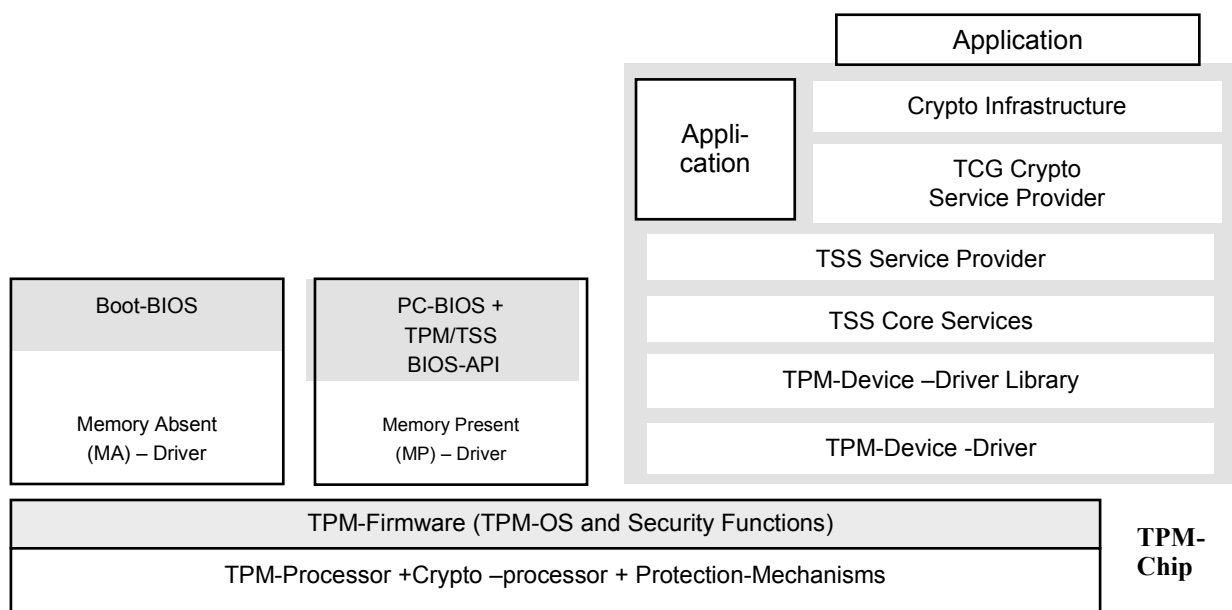 Application
Appli-
cation
Crypto Infrastructure
TCG Crypto
Service Provider
TSS Service Provider
TSS Core Services
TPM-Device –Driver Library
TPM-Device -Driver
Boot-BIOS
Memory Absent
(MA) – Driver
PC-BIOS +
TPM/TSS
BIOS-API
Memory Present
(MP) – Driver
TPM-Firmware (TPM-OS and Security Functions)
TPM-Processor +Crypto –processor + Protection-Mechanisms
TPM-
Chip